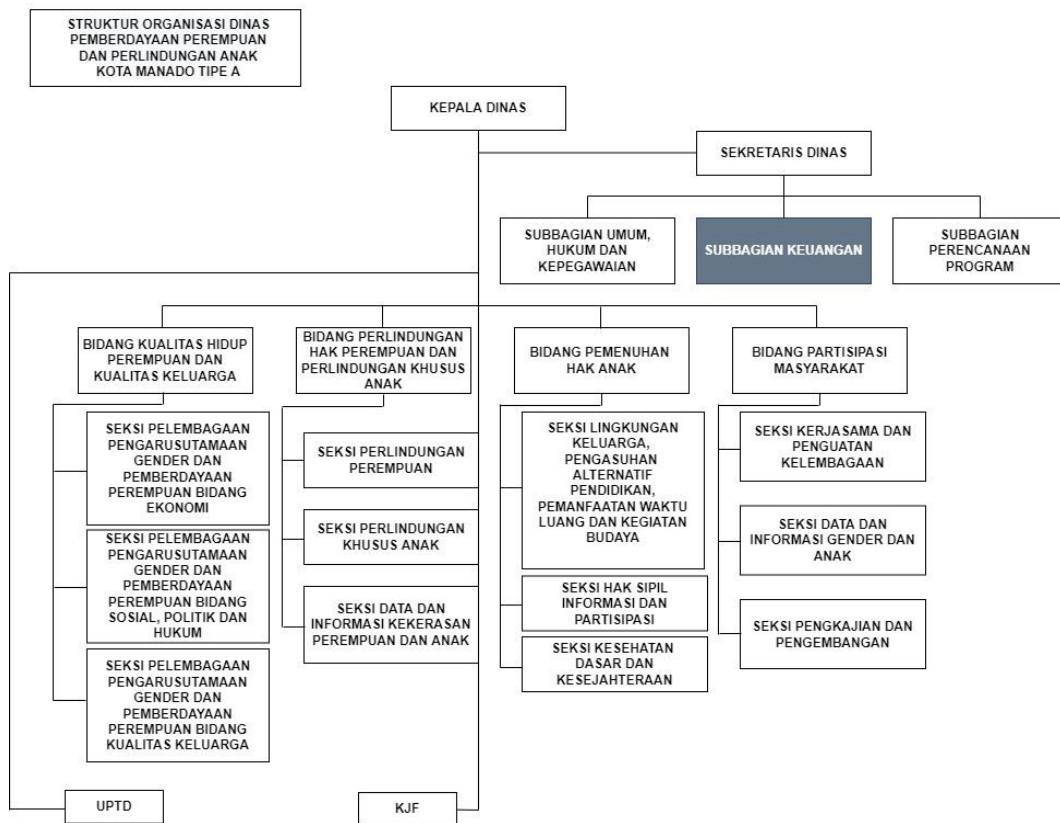 STRUKTUR ORGANISASI DINAS
PEMBERDAYAAN PEREMPUAN
DAN PERLINDUNGAN ANAK
KOTA MANADO TIPE A
KEPALA DINAS
SEKRETARIS DINAS
SUBBAGIAN UMUM,
HUKUM DAN
KEPEGAWAIAN
SUBBAGIAN KEUANGAN
SUBBAGIAN
PERENCANAAN
PROGRAM
BIDANG KUALITAS HIDUP
PEREMPUAN DAN
KUALITAS KELUARGA
BIDANG PERLINDUNGAN
HAK PEREMPUAN DAN
PERLINDUNGAN KHUSUS
ANAK
BIDANG PEMENUHAN
HAK ANAK
BIDANG PARTISIPASI
MASYARAKAT
SEKSI PELEMBAGAAN
PENGARUSUTAMAAN
GENDER DAN
PEMBERDAYAAN
PEREMPUAN BIDANG
EKONOMI
SEKSI PELEMBAGAAN
PENGARUSUTAMAAN
GENDER DAN
PEMBERDAYAAN
PEREMPUAN BIDANG
SOSIAL, POLITIK DAN
HUKUM
SEKSI PELEMBAGAAN
PENGARUSUTAMAAN
GENDER DAN
PEMBERDAYAAN
PEREMPUAN BIDANG
KUALITAS KELUARGA
SEKSI PERLINDUNGAN
PEREMPUAN
SEKSI PERLINDUNGAN
KHUSUS ANAK
SEKSI DATA DAN
INFORMASI KEKERASAN
PEREMPUAN DAN ANAK
SEKSI LINGKUNGAN
KELUARGA,
PENGASUHAN
ALTERNATIF
PENDIDIKAN,
PEMANFAATAN WAKTU
LUANG DAN KEGIATAN
BUDAYA
SEKSI HAK SIPIL
INFORMASI DAN
PARTISIPASI
SEKSI KESEHATAN
DASAR DAN
KESEJAHTERAAN
SEKSI KERJASAMA DAN
PENGUATAN
KELEMBAGAAN
SEKSI DATA DAN
INFORMASI GENDER DAN
ANAK
SEKSI PENGKAJIAN DAN
PENGEMBANGAN
UPTD
KJF